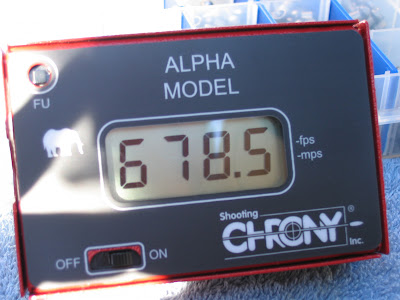 ALPHA
MODEL
FU
678.5
-fps
-mps
Shooting
CHRONY®
Inc.
OFF ON